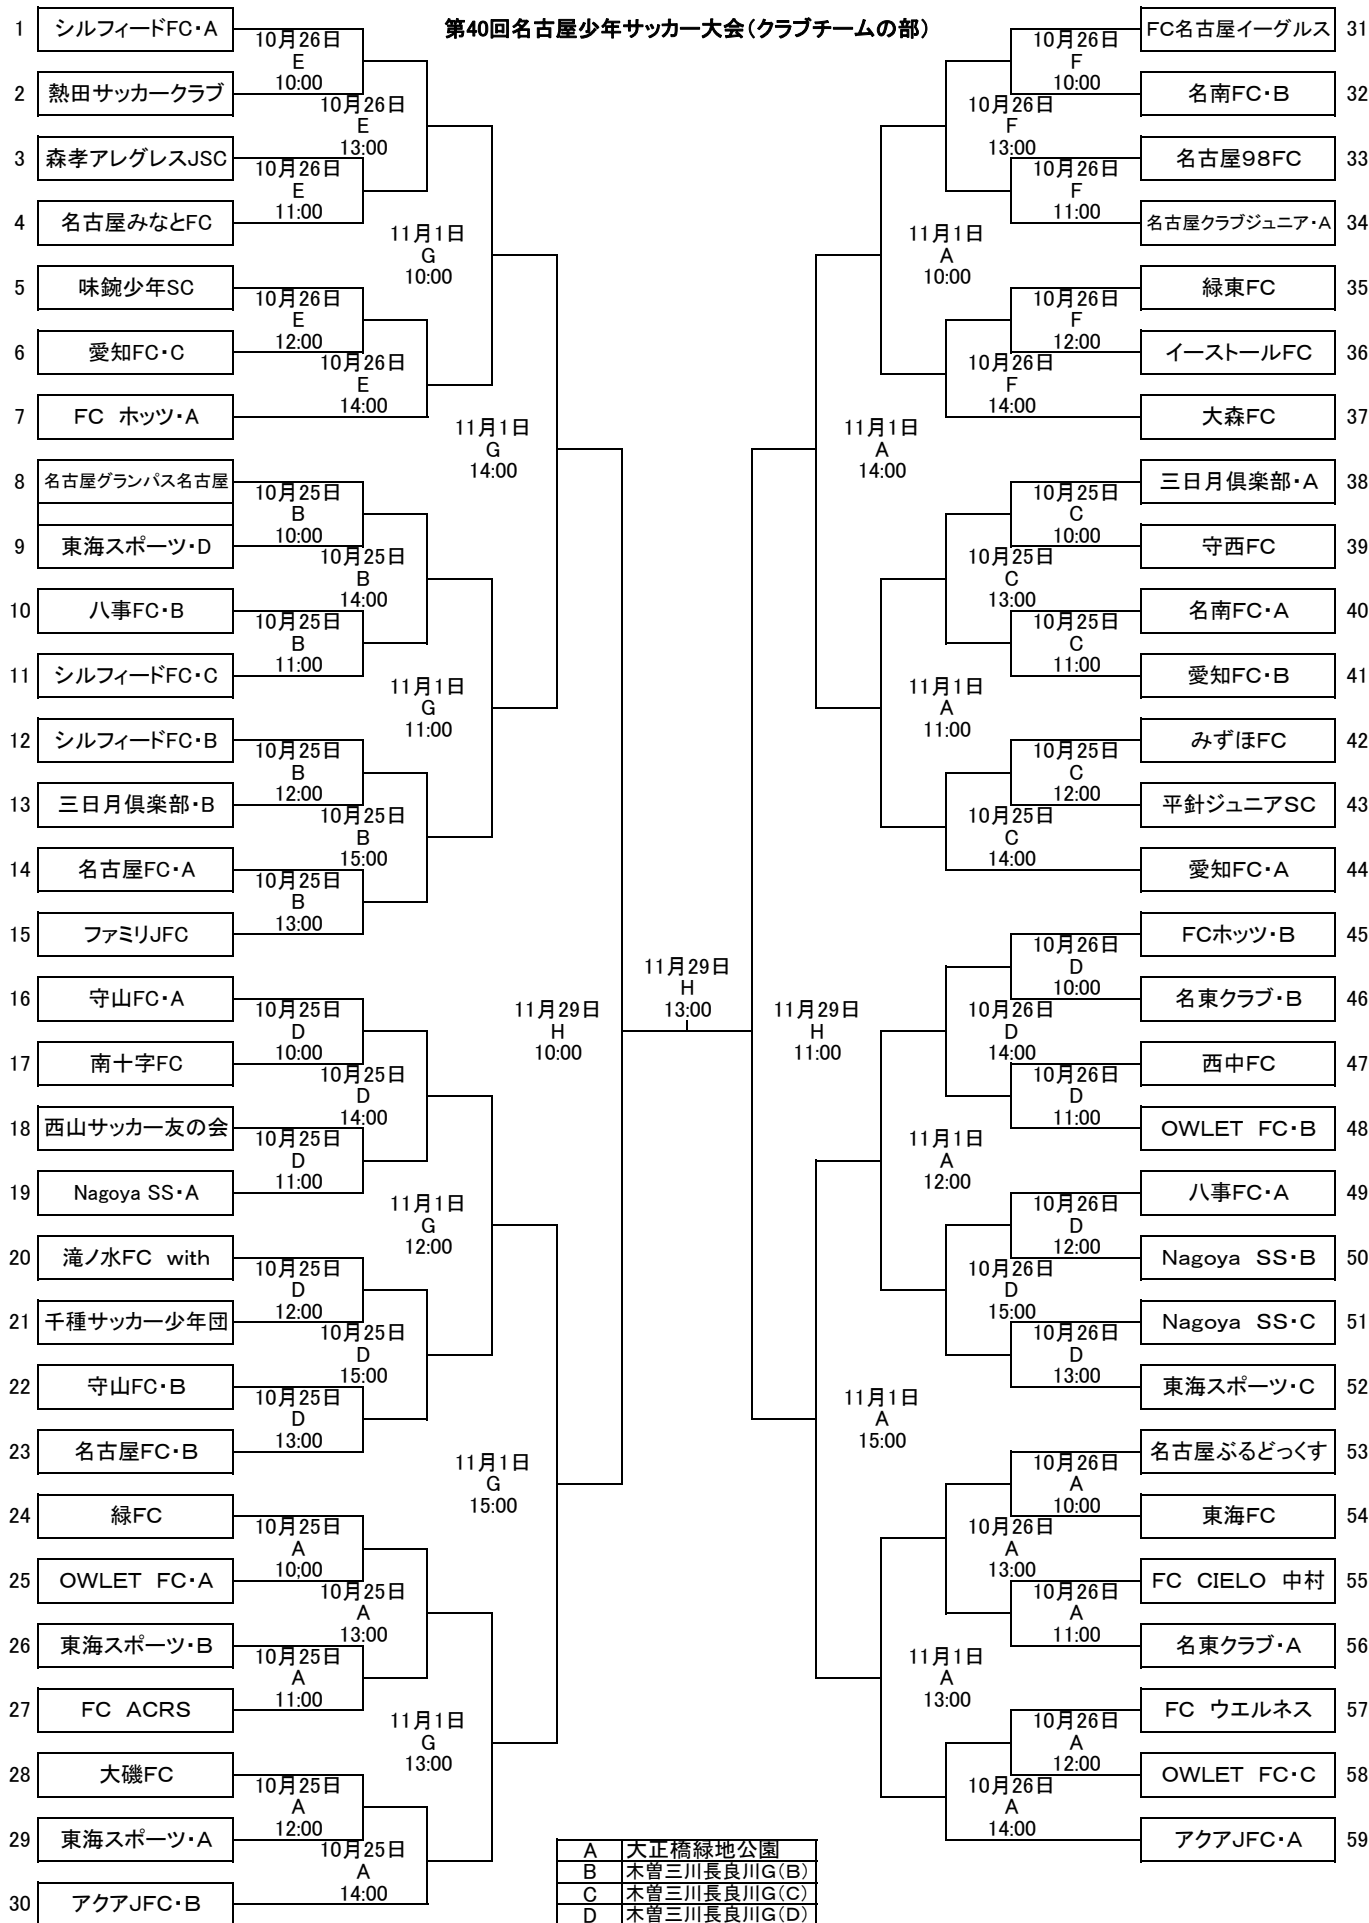 第40回名古屋少年サッカー大会(クラブチームの部)
1 シルフィードFC・A
10月26日
E
10:00
2 熱田サッカークラブ
10月26日
E
13:00
3 森孝アレグレスJSC
10月26日
E
11:00
4 名古屋みなとFC
11月1日
G
10:00
5 味鋺少年SC
10月26日
E
12:00
6 愛知FC・C
10月26日
E
14:00
7 FC ホッツ・A
11月1日
G
14:00
8 名古屋グランパス名古屋
10月25日
B
10:00
9 東海スポーツ・D
10月25日
B
14:00
10 八事FC・B
10月25日
B
11:00
11 シルフィードFC・C
11月1日
G
11:00
12 シルフィードFC・B
10月25日
B
12:00
13 三日月倶楽部・B
10月25日
B
15:00
14 名古屋FC・A
10月25日
B
13:00
15 ファミリJFC
16 守山FC・A
10月25日
D
10:00
11月29日
H
10:00
17 南十字FC
10月25日
D
14:00
18 西山サッカー友の会
10月25日
D
11:00
19 Nagoya SS・A
11月1日
G
12:00
20 滝ノ水FC with
10月25日
D
12:00
21 千種サッカー少年団
10月25日
D
15:00
22 守山FC・B
10月25日
D
13:00
23 名古屋FC・B
11月1日
G
15:00
24 緑FC
10月25日
A
10:00
25 OWLET FC・A
10月25日
A
13:00
26 東海スポーツ・B
10月25日
A
11:00
27 FC ACRS
11月1日
G
13:00
28 大磯FC
10月25日
A
12:00
29 東海スポーツ・A
10月25日
A
14:00
30 アクアJFC・B
11月29日
H
13:00
FC名古屋イーグルス 31
10月26日
F
10:00
名南FC・B 32
10月26日
F
13:00
名古屋98FC 33
10月26日
F
11:00
名古屋クラブジュニア・A 34
11月1日
A
10:00
緑東FC 35
10月26日
F
12:00
イーストールFC 36
10月26日
F
14:00
大森FC 37
11月1日
A
14:00
三日月倶楽部・A 38
10月25日
C
10:00
守西FC 39
10月25日
C
13:00
名南FC・A 40
10月25日
C
11:00
愛知FC・B 41
11月1日
A
11:00
みずほFC 42
10月25日
C
12:00
平針ジュニアSC 43
10月25日
C
14:00
愛知FC・A 44
FCホッツ・B 45
10月26日
D
10:00
名東クラブ・B 46
11月29日
H
11:00
10月26日
D
14:00
西中FC 47
10月26日
D
11:00
OWLET FC・B 48
11月1日
A
12:00
八事FC・A 49
10月26日
D
12:00
Nagoya SS・B 50
10月26日
D
15:00
Nagoya SS・C 51
10月26日
D
13:00
東海スポーツ・C 52
11月1日
A
15:00
名古屋ぶるどっくす 53
10月26日
A
10:00
東海FC 54
10月26日
A
13:00
FC CIELO 中村 55
10月26日
A
11:00
名東クラブ・A 56
11月1日
A
13:00
FC ウエルネス 57
10月26日
A
12:00
OWLET FC・C 58
10月26日
A
14:00
アクアJFC・A 59
A 大正橋緑地公園
B 木曽三川長良川G(B)
C 木曽三川長良川G(C)
D 木曽三川長良川G(D)